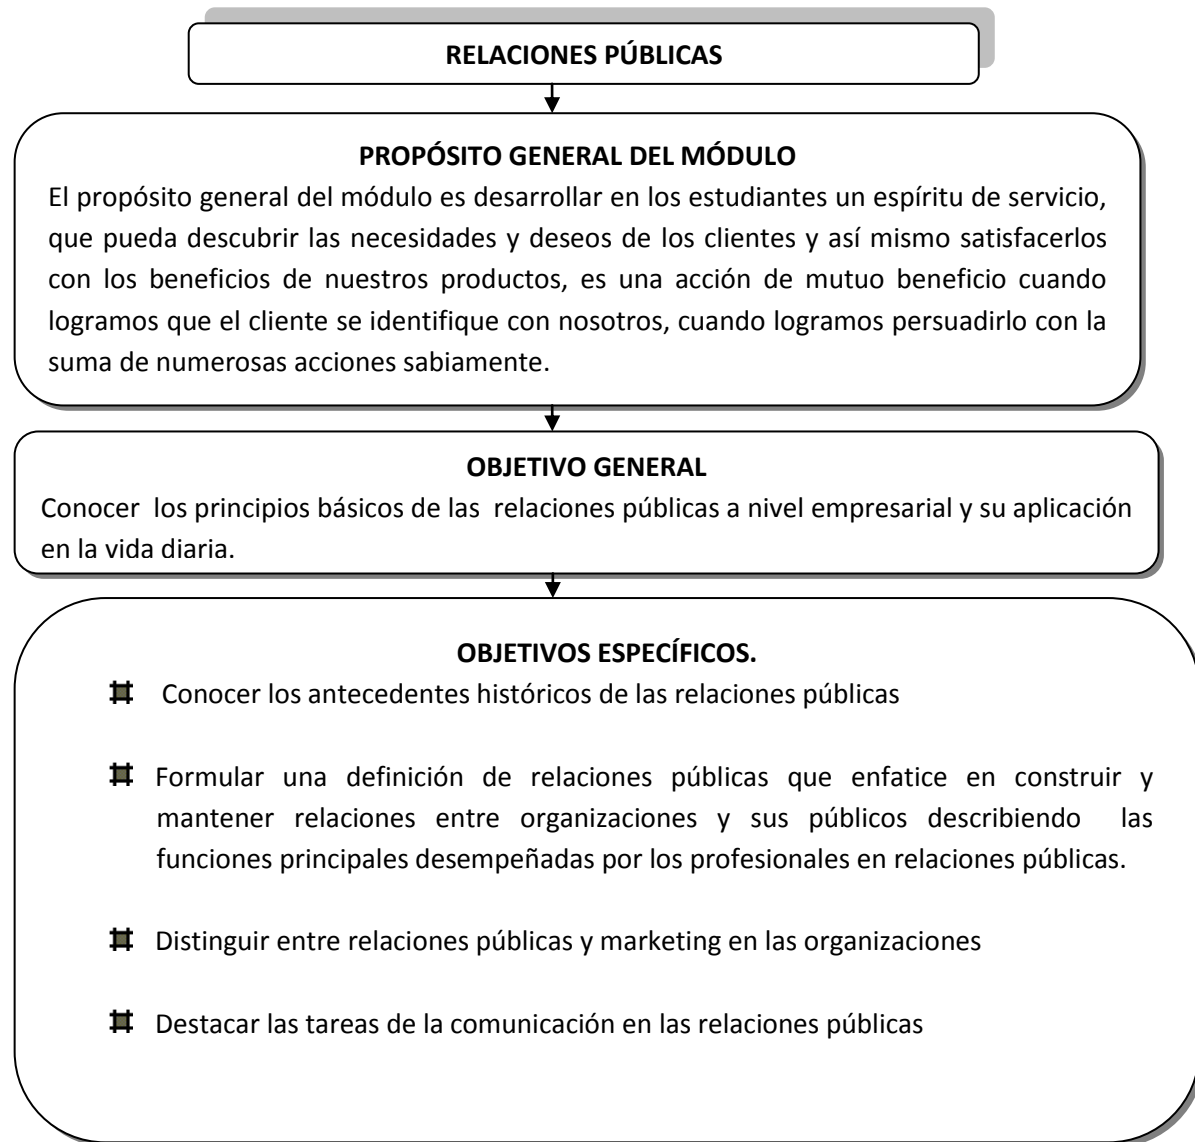 RELACIONES PÚBLICAS
PROPÓSITO GENERAL DEL MÓDULO
El propósito general del módulo es desarrollar en los estudiantes un espíritu de servicio,
que pueda descubrir las necesidades y deseos de los clientes y así mismo satisfacerlos
con los beneficios de nuestros productos, es una acción de mutuo beneficio cuando
logramos que el cliente se identifique con nosotros, cuando logramos persuadirlo con la
suma de numerosas acciones sabiamente.
OBJETIVO GENERAL
Conocer los principios básicos de las relaciones públicas a nivel empresarial y su aplicación
en la vida diaria.
OBJETIVOS ESPECÍFICOS.
Conocer los antecedentes históricos de las relaciones públicas
Formular una definición de relaciones públicas que enfatice en construir y
mantener relaciones entre organizaciones y sus públicos describiendo las
funciones principales desempeñadas por los profesionales en relaciones públicas.
Distinguir entre relaciones públicas y marketing en las organizaciones
Destacar las tareas de la comunicación en las relaciones públicas